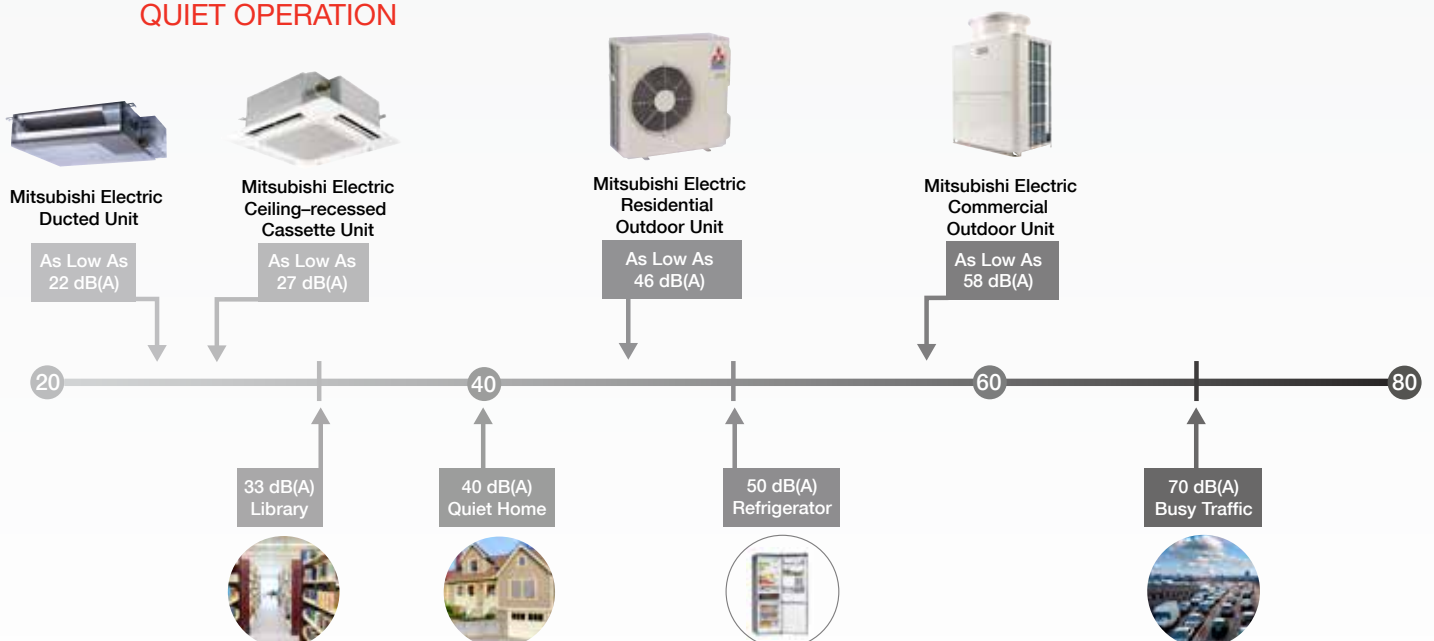 QUIET OPERATION
Mitsubishi Electric
Ducted Unit
As Low As
22 dB(A)
Mitsubishi Electric
Ceiling–recessed
Cassette Unit
As Low As
27 dB(A)
Mitsubishi Electric
Residential
Outdoor Unit
As Low As
46 dB(A)
Mitsubishi Electric
Commercial
Outdoor Unit
As Low As
58 dB(A)
20
40
60
80
33 dB(A)
Library
40 dB(A)
Quiet Home
50 dB(A)
Refrigerator
70 dB(A)
Busy Traffic